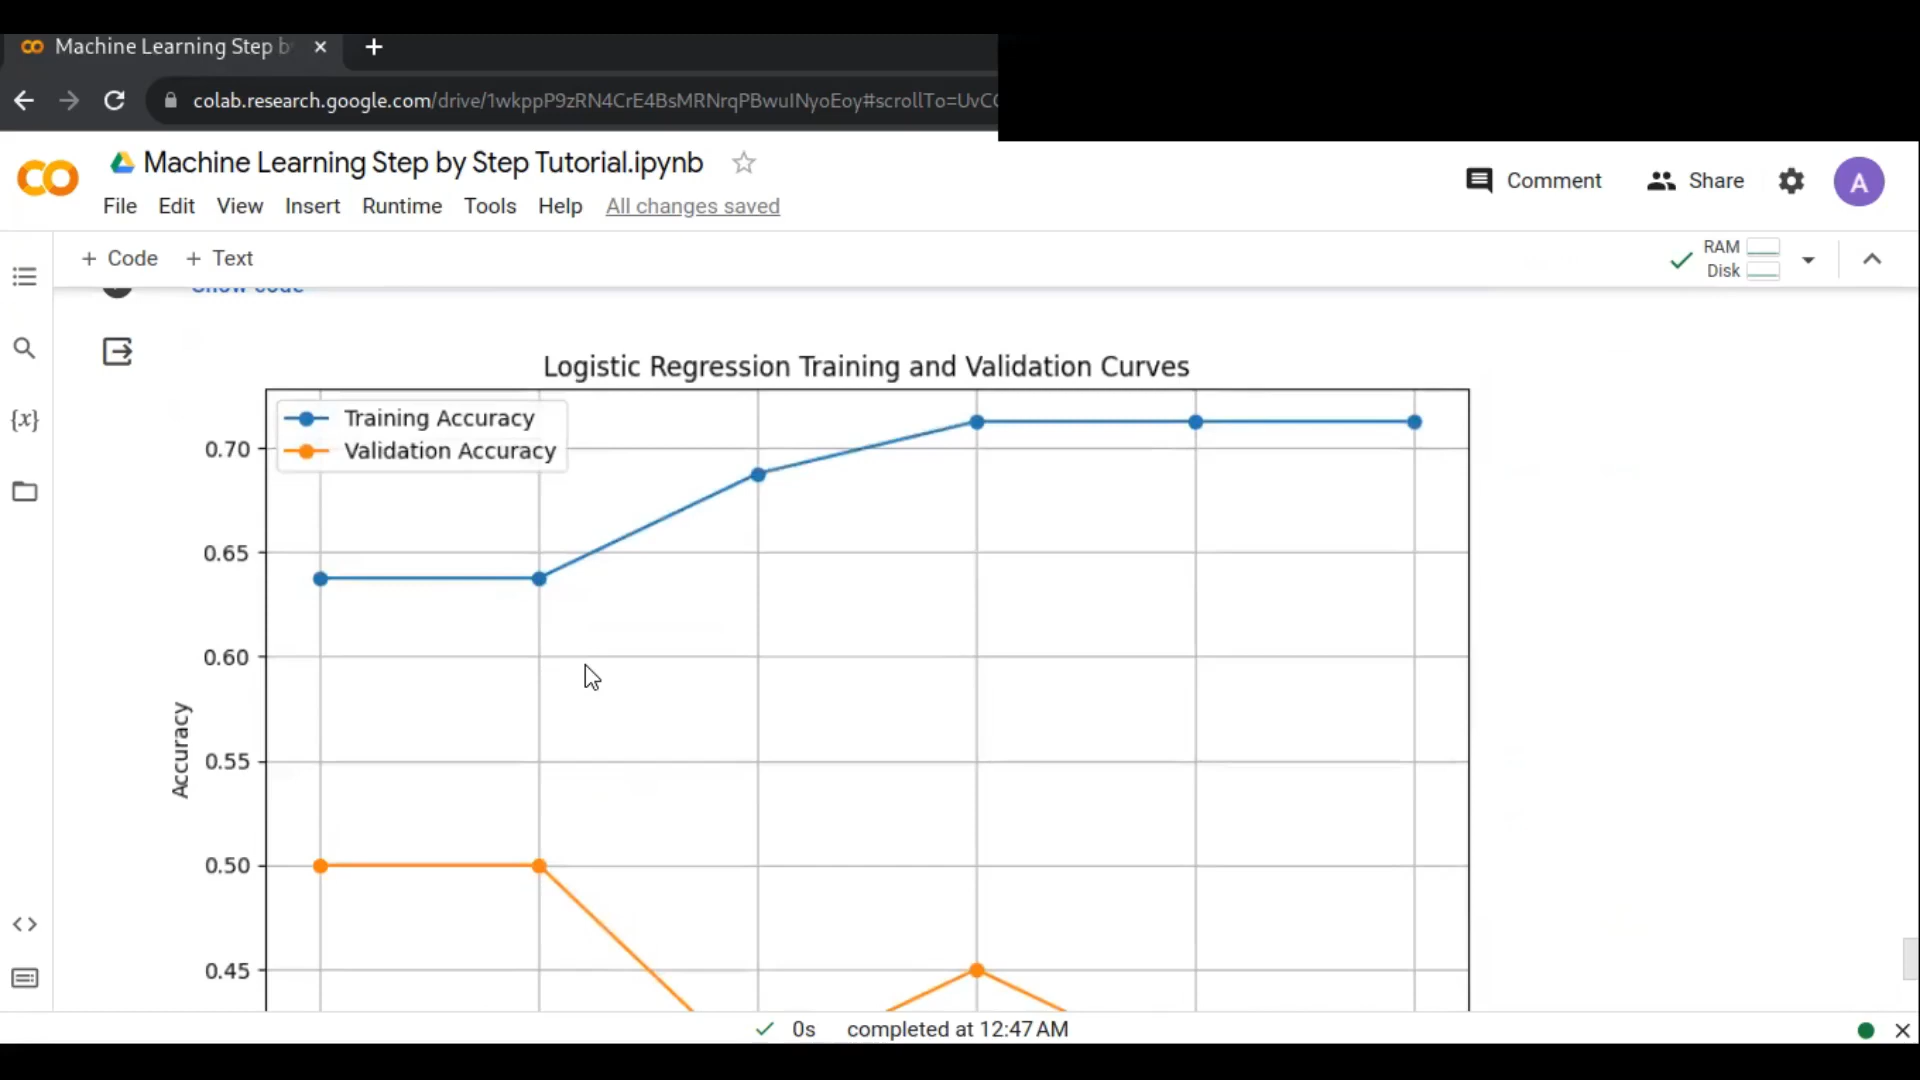 Machine Learning Step b
colab.research.google.com/drive/1wkppP9zRN4CrE4BsMRNrqPBwuINyoEoy#scrollTo=UvC
Machine Learning Step by Step Tutorial.ipynb
Comment
Share
A
File Edit View Insert Runtime Tools Help All changes saved
+ Code + Text
RAM
Disk
Show code
{x}
Logistic Regression Training and Validation Curves
Training Accuracy
Validation Accuracy
0.70
0.65
0.60
0.55
0.50
0.45
Accuracy
0s completed at 12:47 AM